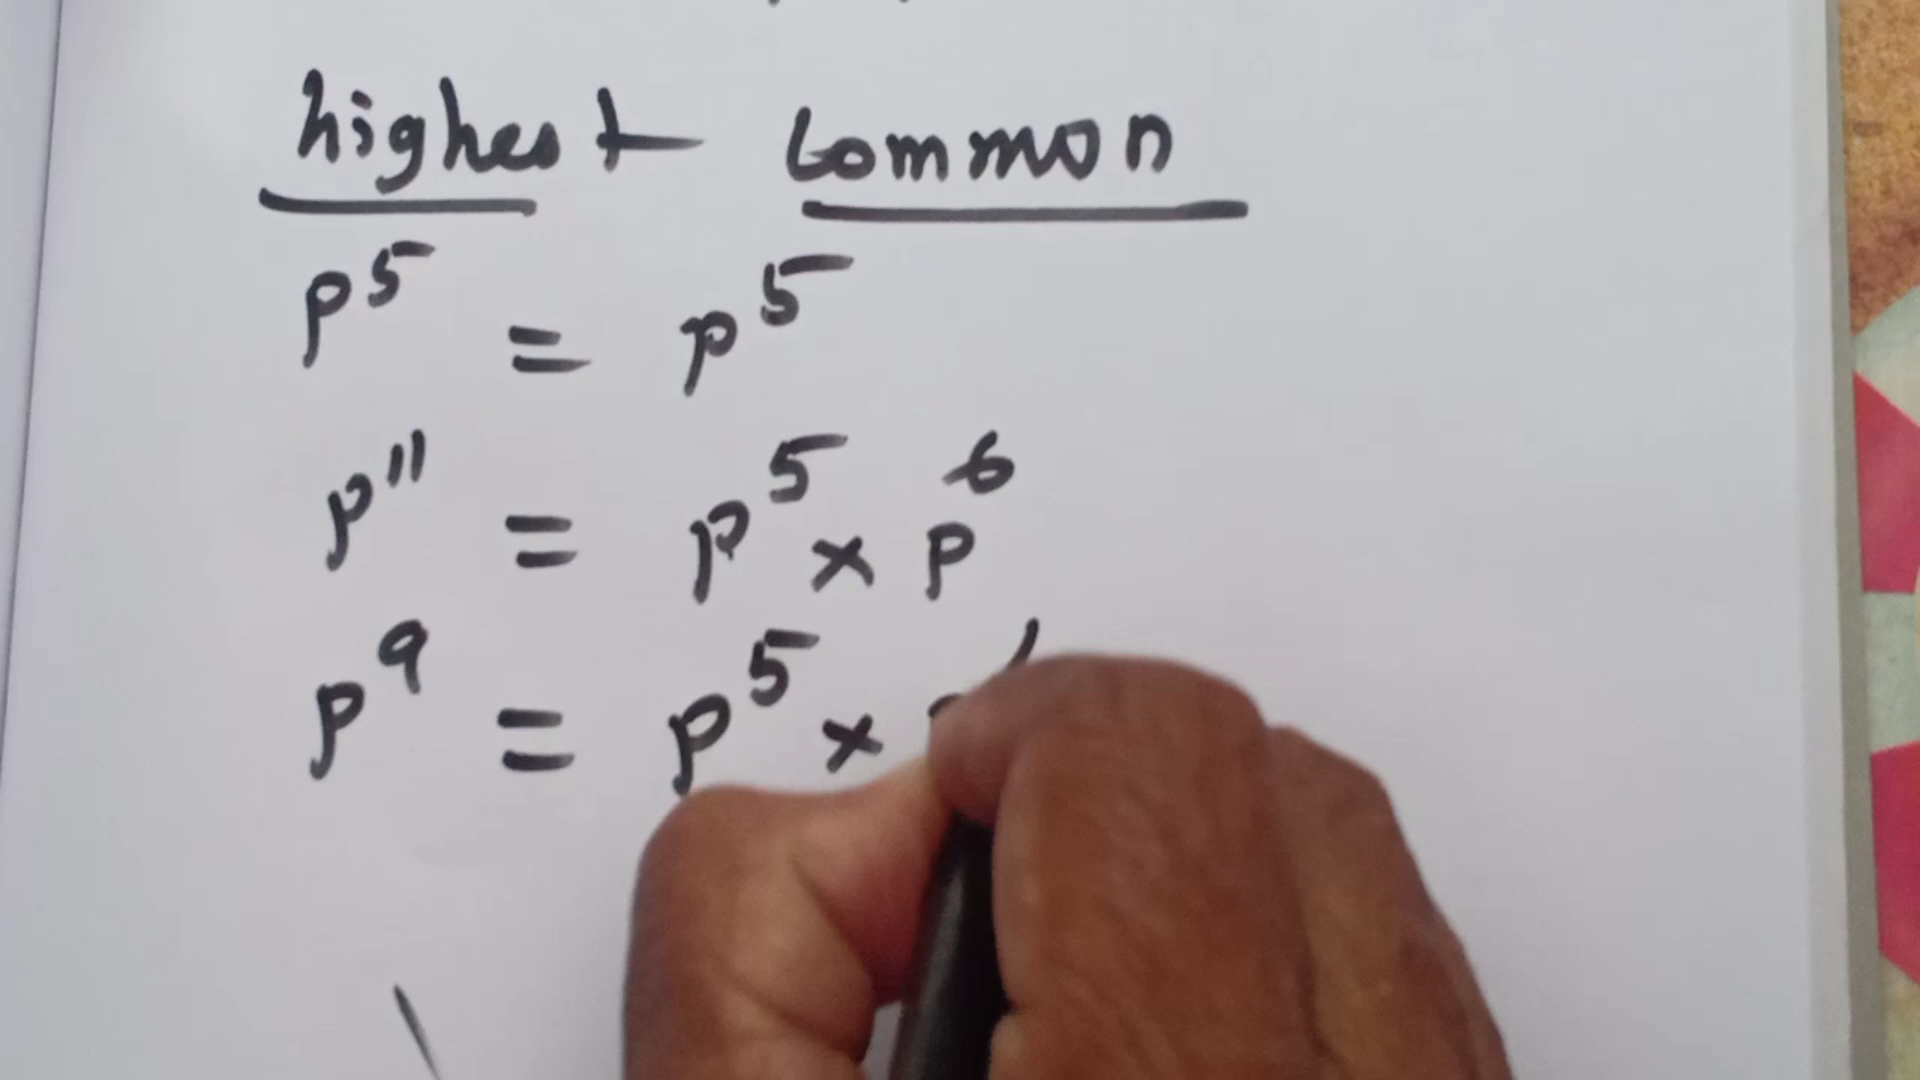 highest common
p⁵ = p⁵
p¹¹ = p⁵ × p⁶
p⁹ = p⁵ ×